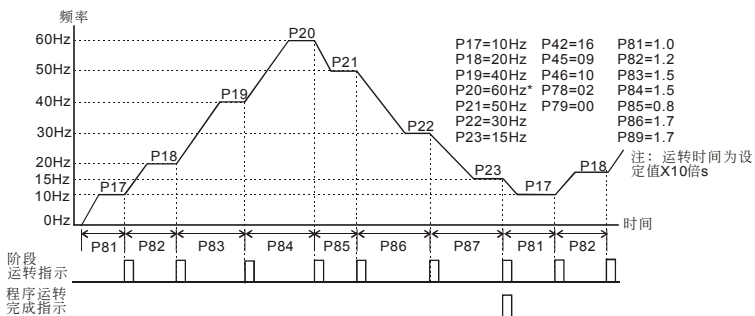 频率
60Hz
50Hz
40Hz
30Hz
20Hz
15Hz
10Hz
0Hz
P17
P18
P19
P20
P21
P22
P23
P17
P18
时间
P17=10Hz P42=16 P81=1.0
P18=20Hz P45=09 P82=1.2
P19=40Hz P46=10 P83=1.5
P20=60Hz* P78=02 P84=1.5
P21=50Hz P79=00 P85=0.8
P22=30Hz P86=1.7
P23=15Hz P89=1.7
注：运转时间为设
定值X10倍s
P81 P82 P83 P84 P85 P86 P87 P81 P82
阶段
运转指示
程序运转
完成指示